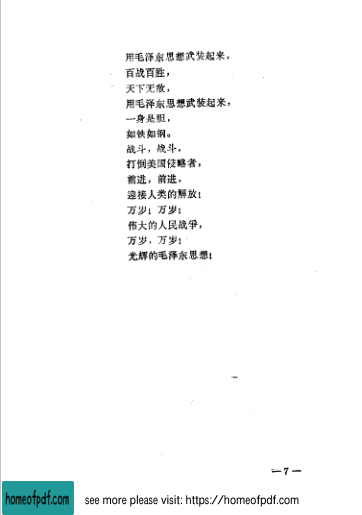 用毛泽东思想武装起来，
百战百胜，
天下无敌，
用毛泽东思想武装起来，
一身是胆，
如铁如钢。
战斗，战斗，
打倒美国侵略者，
前进，前进，
迎接人类的解放！
万岁！万岁！
伟大的人民战争，
万岁，万岁！
光辉的毛泽东思想！
—7—
homeofpdf.com
see more please visit: https://homeofpdf.com